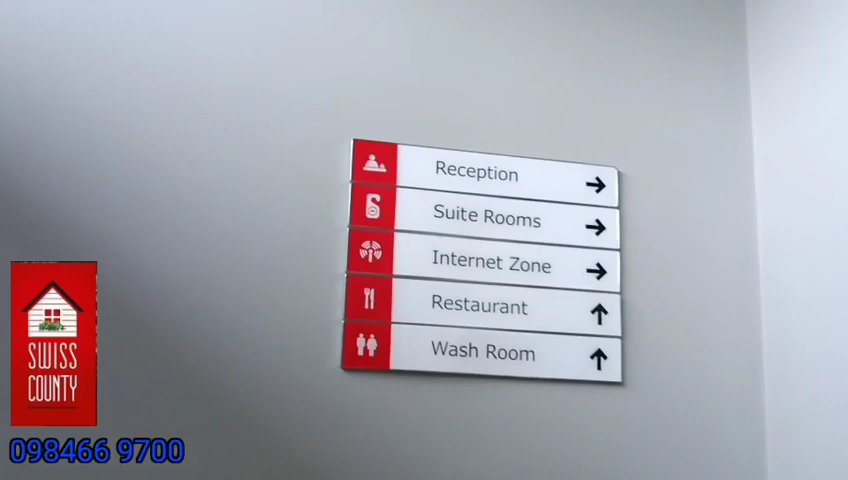 Reception
Suite Rooms
Internet Zone
Restaurant
Wash Room
SWISS
COUNTY
098466 9700